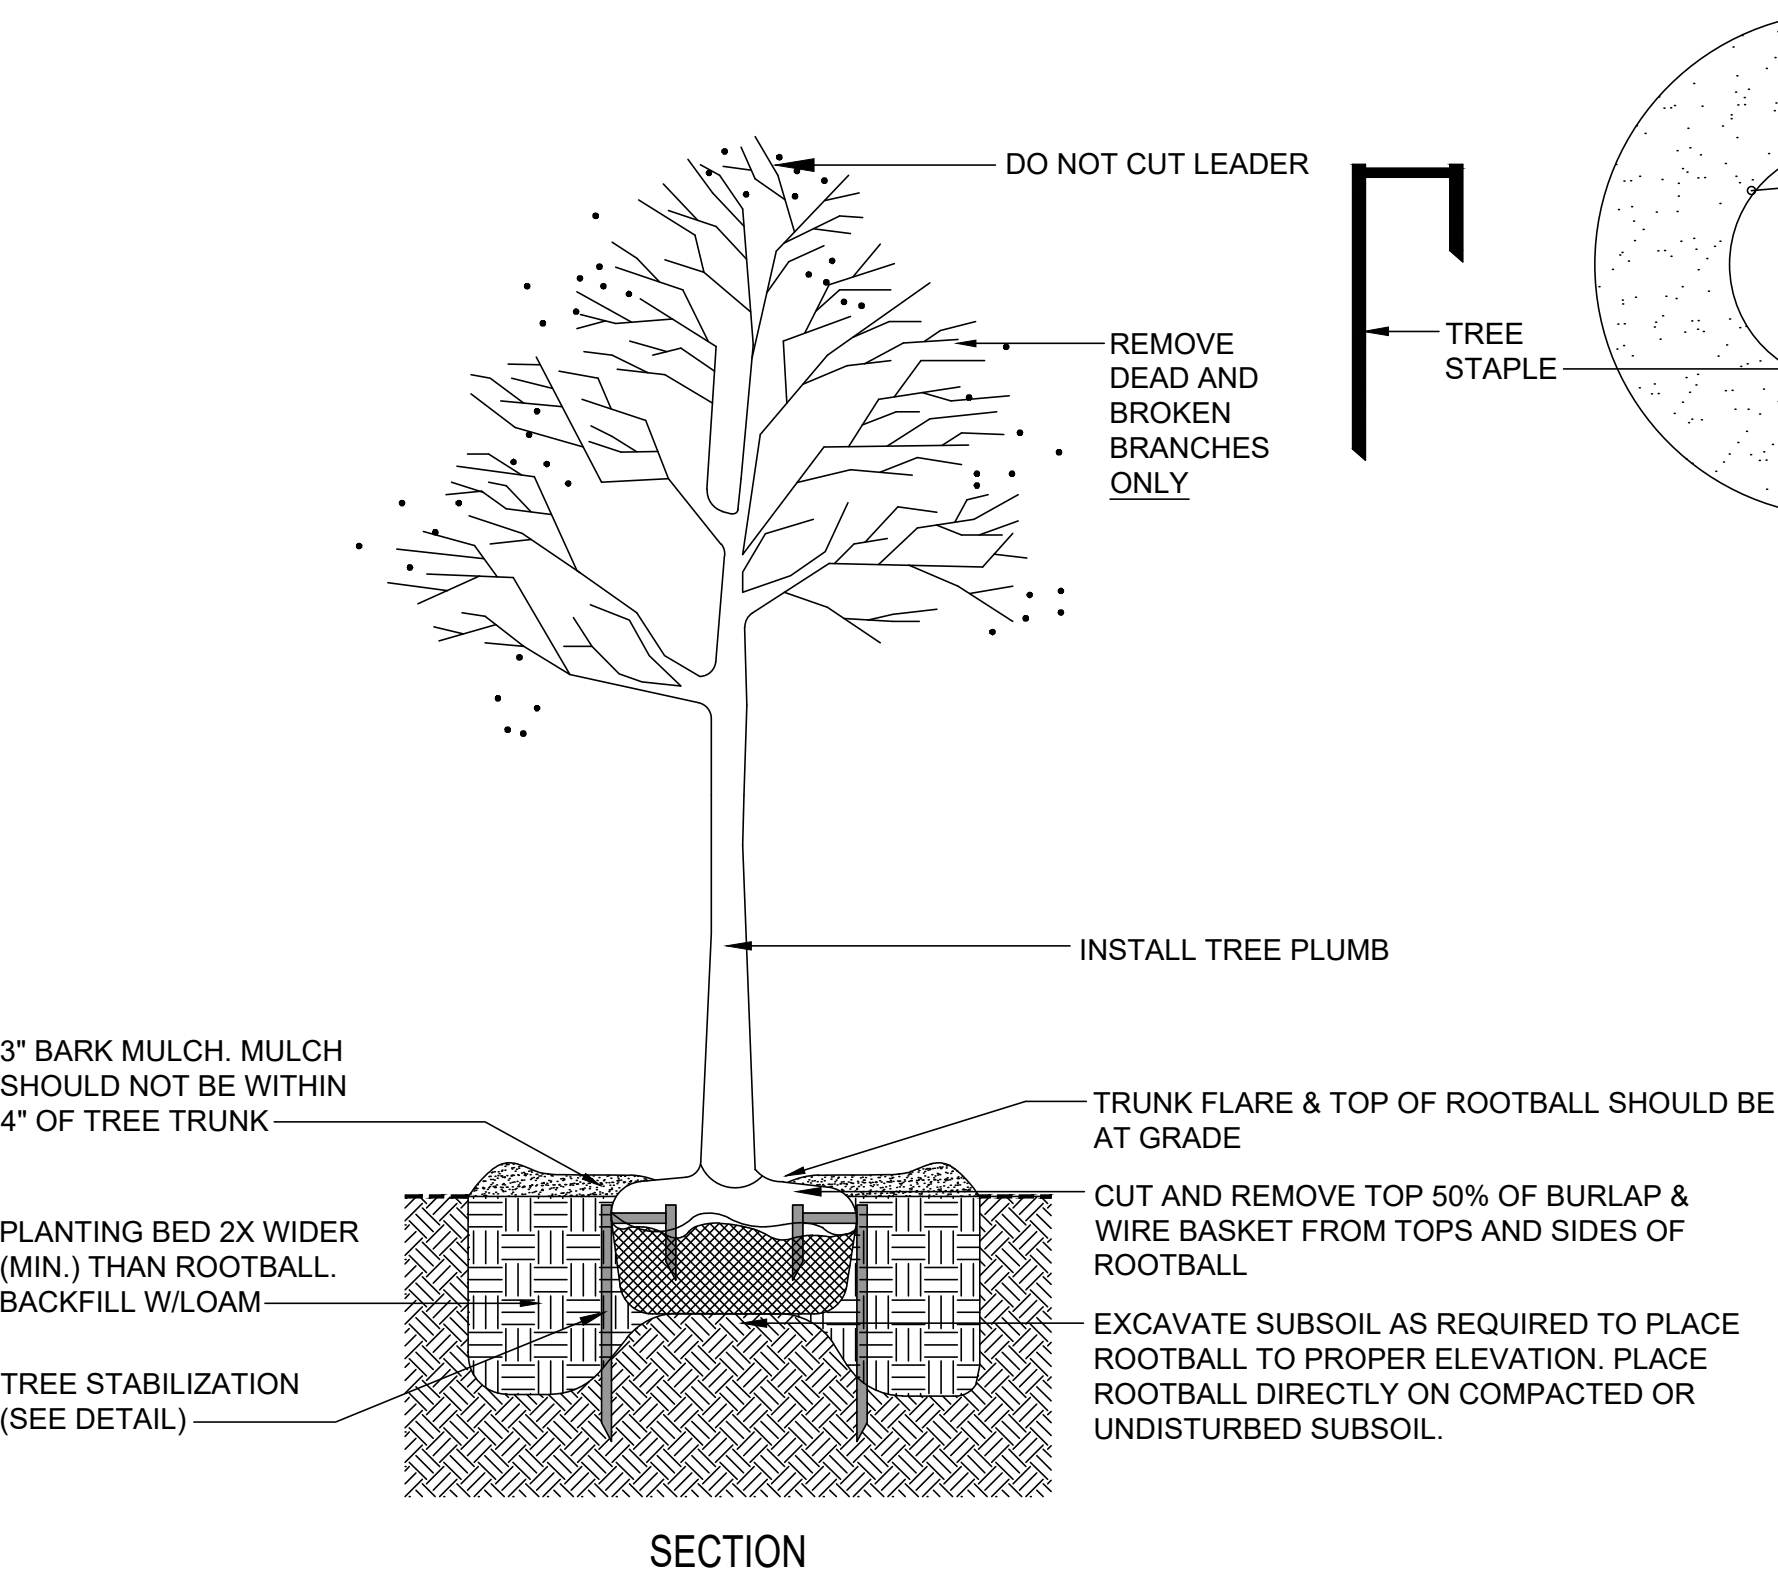 DO NOT CUT LEADER
REMOVE
DEAD AND
BROKEN
BRANCHES
ONLY
TREE
STAPLE
INSTALL TREE PLUMB
3" BARK MULCH. MULCH
SHOULD NOT BE WITHIN
4" OF TREE TRUNK
TRUNK FLARE & TOP OF ROOTBALL SHOULD BE
AT GRADE
CUT AND REMOVE TOP 50% OF BURLAP &
WIRE BASKET FROM TOPS AND SIDES OF
ROOTBALL
PLANTING BED 2X WIDER
(MIN.) THAN ROOTBALL.
BACKFILL W/LOAM
EXCAVATE SUBSOIL AS REQUIRED TO PLACE
ROOTBALL TO PROPER ELEVATION. PLACE
ROOTBALL DIRECTLY ON COMPACTED OR
UNDISTURBED SUBSOIL.
TREE STABILIZATION
(SEE DETAIL)
SECTION